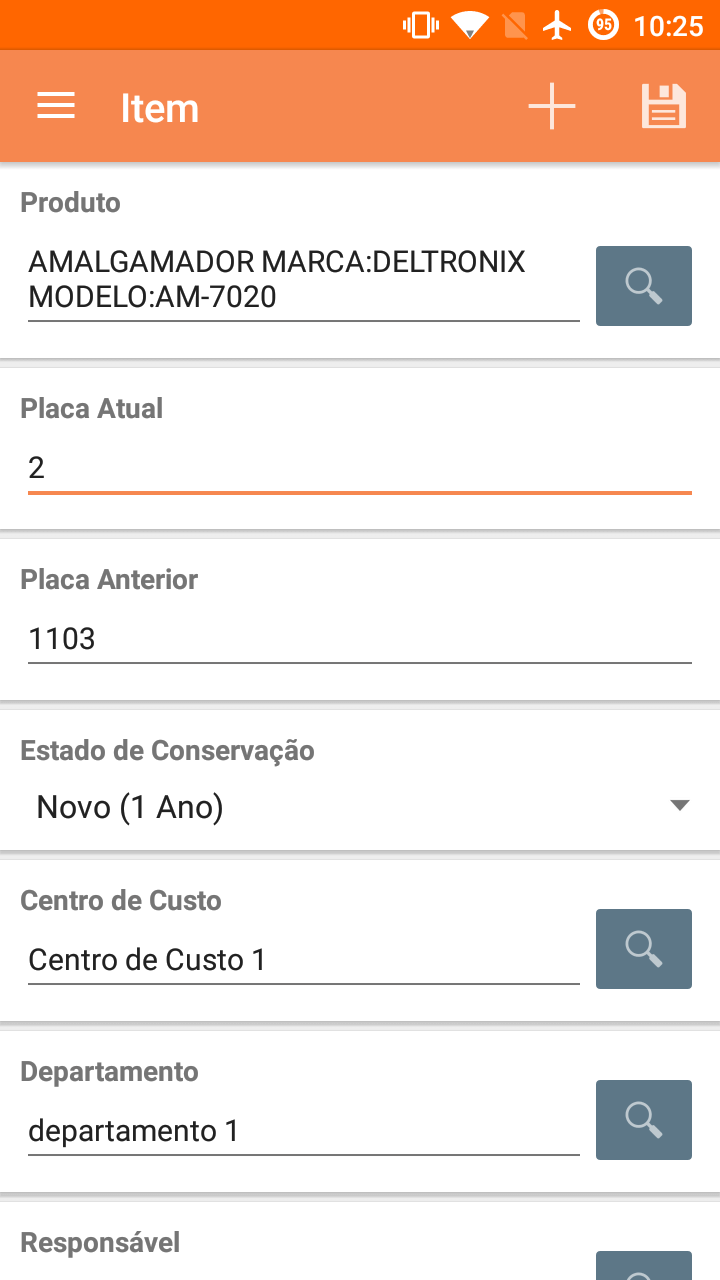 95 10:25
Item
Produto
AMALGAMADOR MARCA:DELTRONIX
MODELO:AM-7020
Placa Atual
2
Placa Anterior
1103
Estado de Conservação
Novo (1 Ano)
Centro de Custo
Centro de Custo 1
Departamento
departamento 1
Responsável